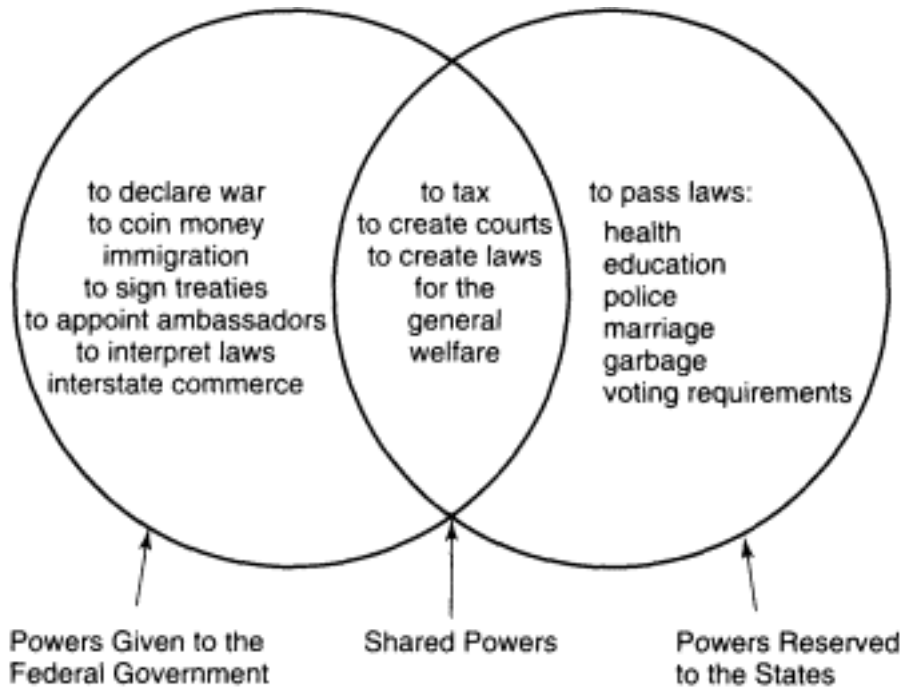 to declare war
to coin money
immigration
to sign treaties
to appoint ambassadors
to interpret laws
interstate commerce
to tax
to create courts
to create laws
for the
general
welfare
to pass laws:
health
education
police
marriage
garbage
voting requirements
Powers Given to the
Federal Government
Shared Powers
Powers Reserved
to the States